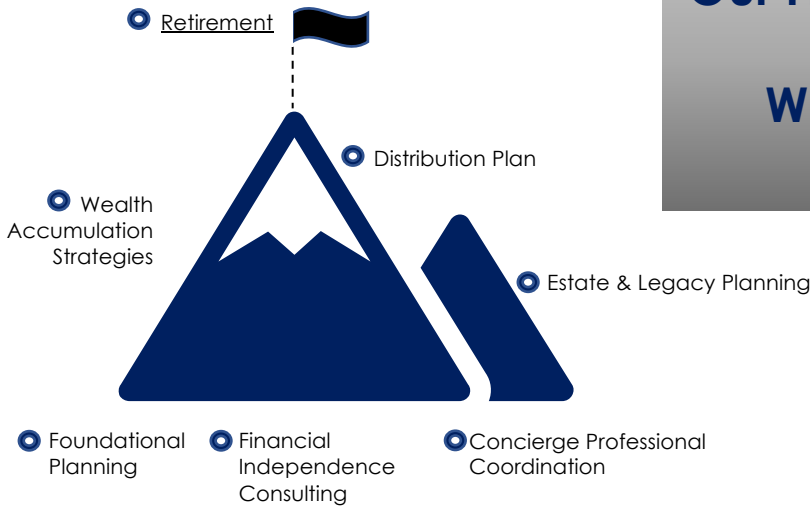 Retirement
Distribution Plan
Wealth
Accumulation
Strategies
Estate & Legacy Planning
Foundational
Planning
Financial
Independence
Consulting
Concierge Professional
Coordination